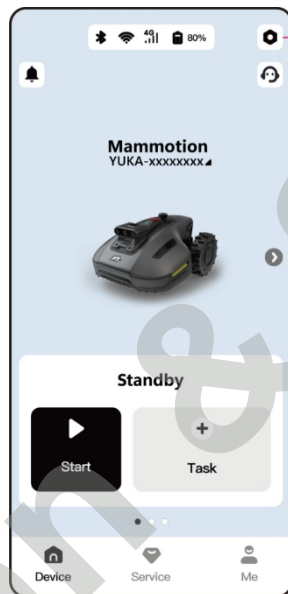 4G 80%
Mammotion
YUKA-xxxxxxxx
Standby
Start
Task
Device
Service
Me